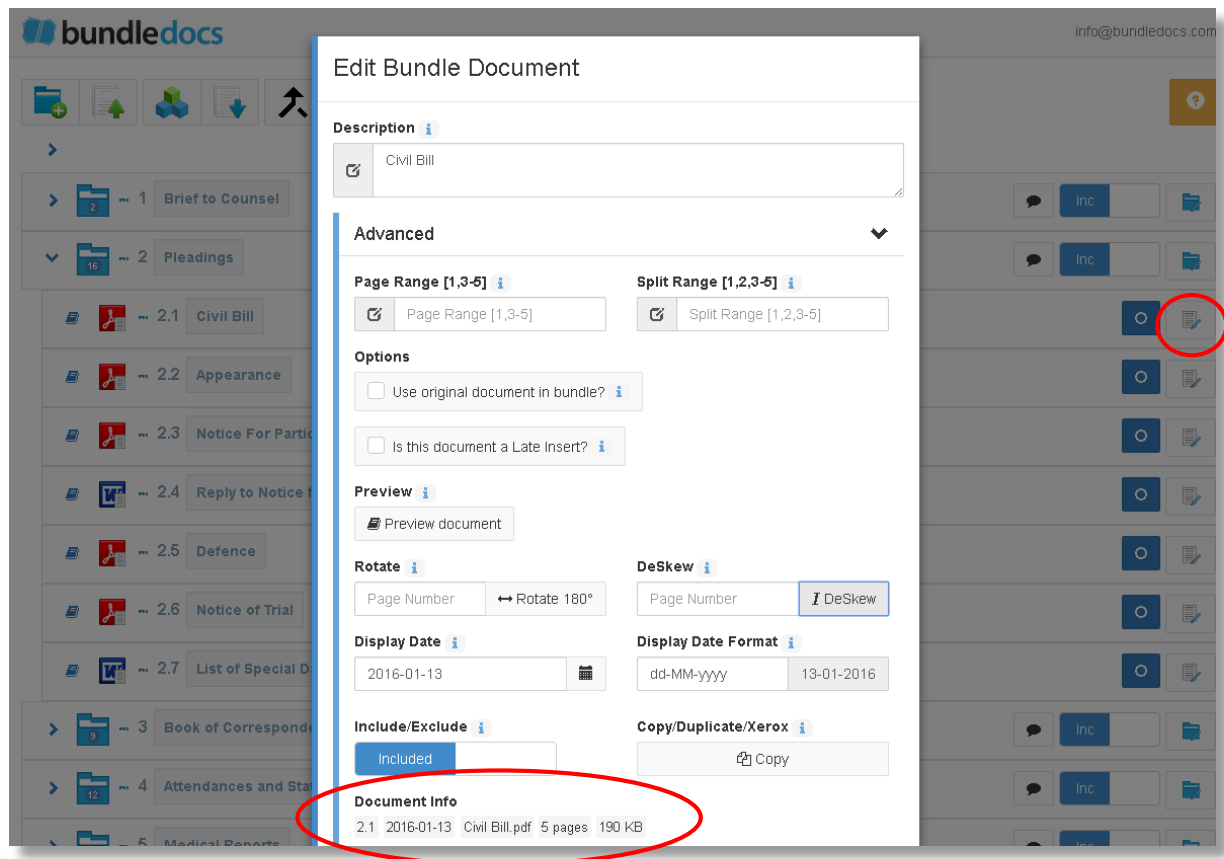 bundledocs
info@bundledocs.com
Edit Bundle Document
Description i
Civil Bill
2 1 Brief to Counsel Inc
16 2 Pleadings Inc
2.1 Civil Bill
2.2 Appearance
2.3 Notice For Partic
2.4 Reply to Notice f
2.5 Defence
2.6 Notice of Trial
2.7 List of Special D
9 3 Book of Corresponde Inc
12 4 Attendances and Stat Inc
5 Medical Reports Inc
Advanced
Page Range [1,3-5] i Split Range [1,2,3-5] i
Page Range [1,3-5] Split Range [1,2,3-5]
Options
Use original document in bundle? i
Is this document a Late Insert? i
Preview i
Preview document
Rotate i DeSkew i
Page Number Rotate 180° Page Number I DeSkew
Display Date i Display Date Format i
2016-01-13 dd-MM-yyyy 13-01-2016
Include/Exclude i Copy/Duplicate/Xerox i
Included Copy
Document Info
2.1 2016-01-13 Civil Bill.pdf 5 pages 190 KB